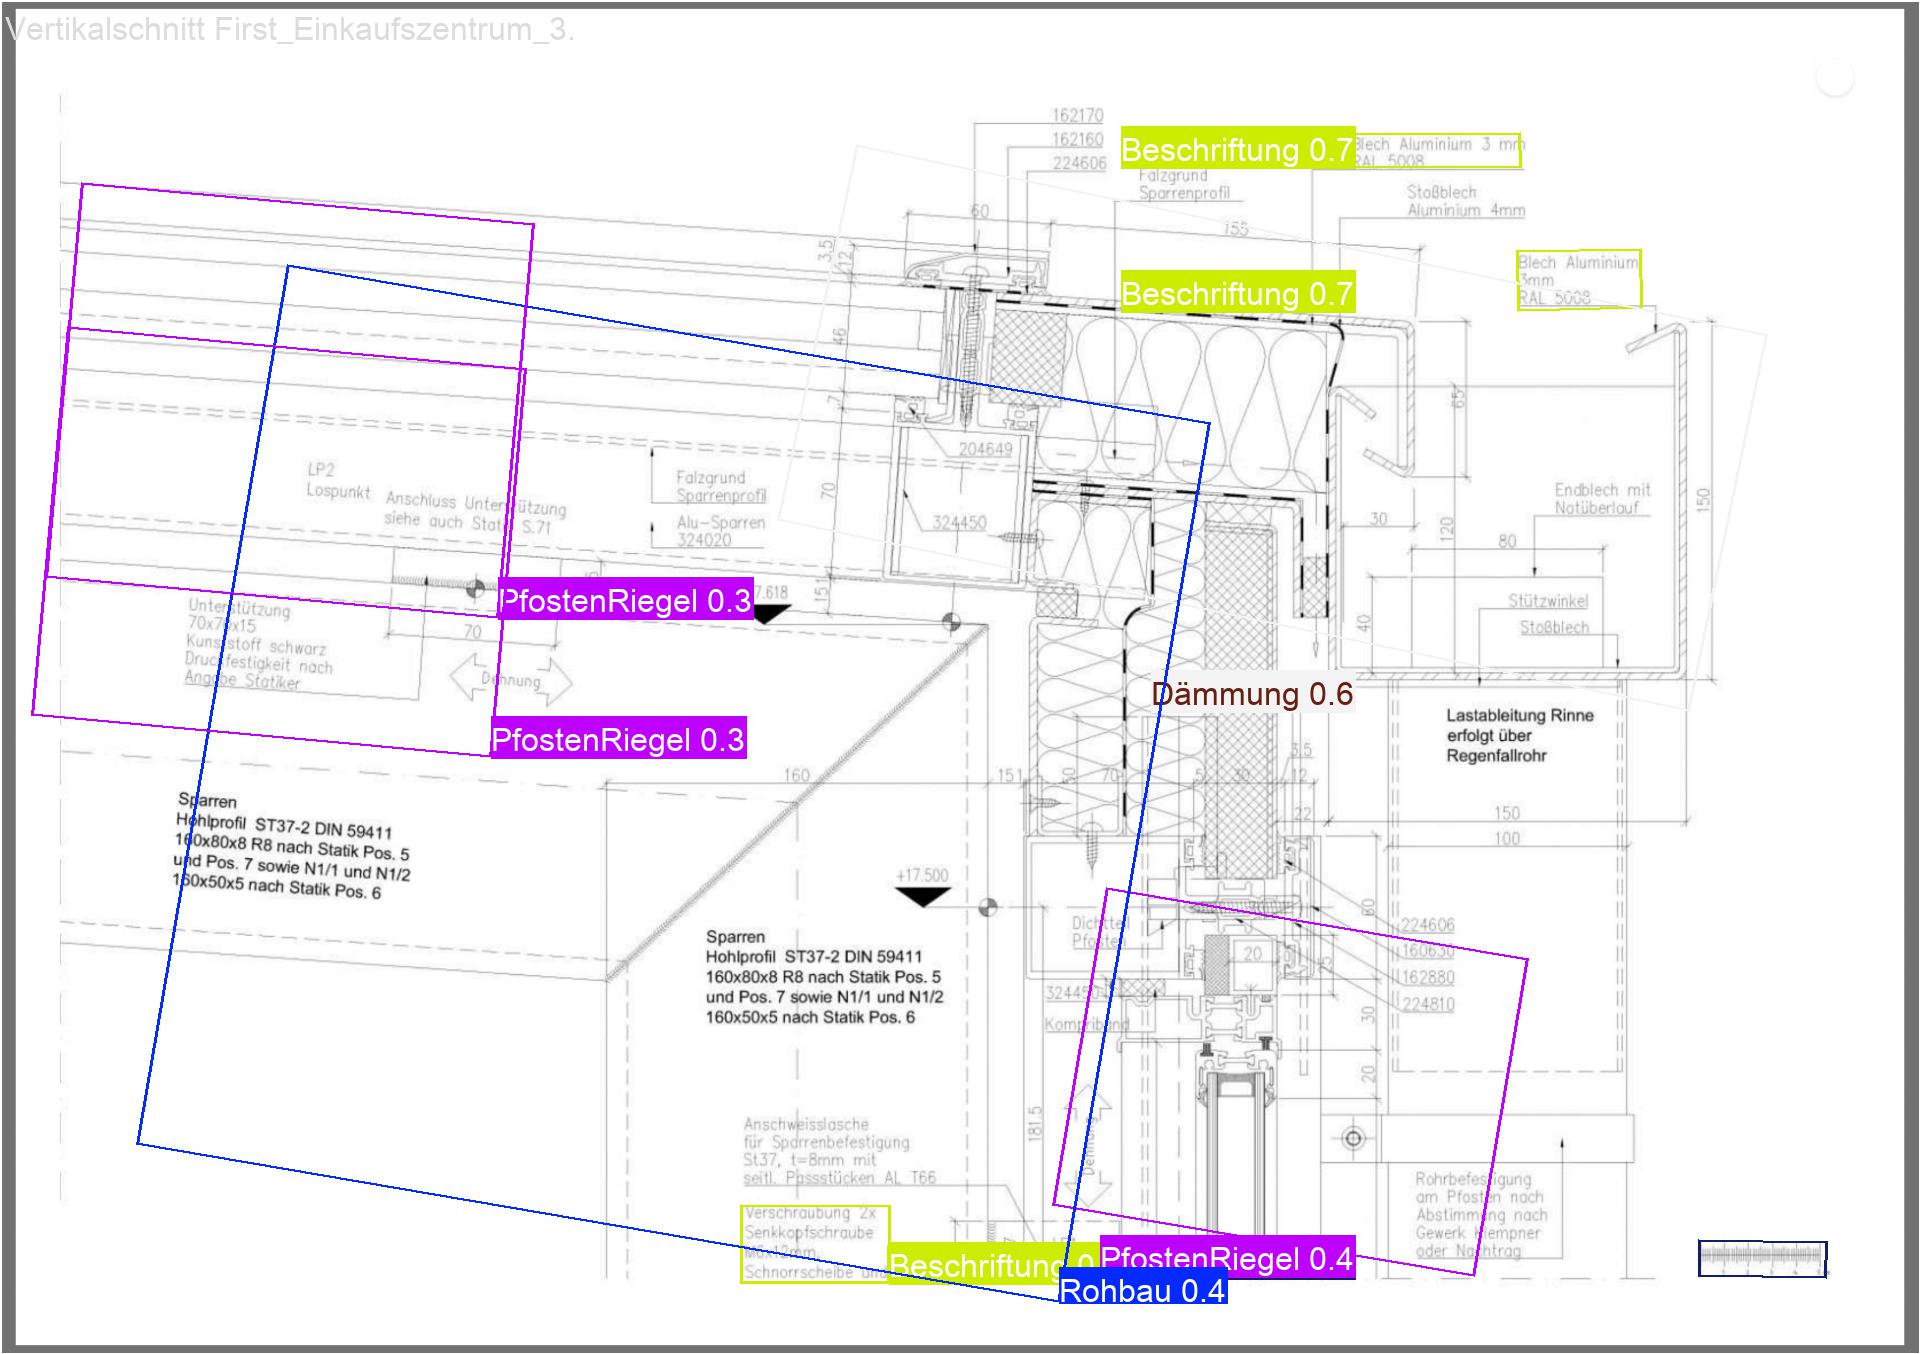 Vertikalschnitt First_Einkaufszentrum_3.
162170
162160
224606
Beschriftung 0.7
Blech Aluminium 3 mm
RAL 5008
Falzgrund
Sparrenprofil
Stoßblech
Aluminium 4mm
60
155
3.5
12
Blech Aluminium
3mm
RAL 5008
Beschriftung 0.7
46
7
65
204649
LP2
Lospunkt
Anschluss Unterstützung
siehe auch Stat S.71
Falzgrund
Sparrenprofil
Alu-Sparren
324020
70
324450
30
120
150
Endblech mit
Notüberlauf
80
PfostenRiegel 0.3
7.618
151
Unterstützung
70x70x15
Kunststoff schwarz
Druckfestigkeit nach
Angabe Statiker
70
Dehnung
40
Stützwinkel
Stoßblech
Dämmung 0.6
PfostenRiegel 0.3
Lastableitung Rinne
erfolgt über
Regenfallrohr
160
151
50
70
5
30
3.5
12
22
150
100
Sparren
Hohlprofil ST37-2 DIN 59411
160x80x8 R8 nach Statik Pos. 5
und Pos. 7 sowie N1/1 und N1/2
160x50x5 nach Statik Pos. 6
+17.500
60
Sparren
Hohlprofil ST37-2 DIN 59411
160x80x8 R8 nach Statik Pos. 5
und Pos. 7 sowie N1/1 und N1/2
160x50x5 nach Statik Pos. 6
Dichtteil
Pfosten
224606
160630
162880
224810
20
25
324450
Kompriband
30
20
181.5
Dehnung
Anschweisslasche
für Sparrenbefestigung
St37, t=8mm mit
seitl. Passstücken AL T66
Verschraubung 2x
Senkkopfschraube
M6x12mm,
Schnorrscheibe und
Beschriftung 0
PfostenRiegel 0.4
Rohbau 0.4
Rohrbefestigung
am Pfosten nach
Abstimmung nach
Gewerk Klempner
oder Nachtrag